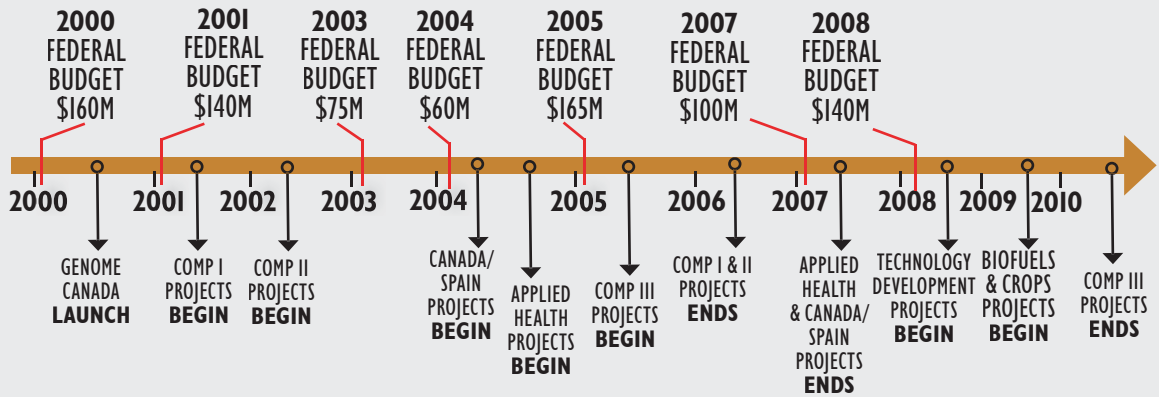 2000
FEDERAL
BUDGET
$160M
2001
FEDERAL
BUDGET
$140M
2003
FEDERAL
BUDGET
$75M
2004
FEDERAL
BUDGET
$60M
2005
FEDERAL
BUDGET
$165M
2007
FEDERAL
BUDGET
$100M
2008
FEDERAL
BUDGET
$140M
2000
2001
2002
2003
2004
2005
2006
2007
2008
2009
2010
GENOME
CANADA
LAUNCH
COMP I
PROJECTS
BEGIN
COMP II
PROJECTS
BEGIN
CANADA/
SPAIN
PROJECTS
BEGIN
APPLIED
HEALTH
PROJECTS
BEGIN
COMP III
PROJECTS
BEGIN
COMP I & II
PROJECTS
ENDS
APPLIED
HEALTH
& CANADA/
SPAIN
PROJECTS
ENDS
TECHNOLOGY
DEVELOPMENT
PROJECTS
BEGIN
BIOFUELS
& CROPS
PROJECTS
BEGIN
COMP III
PROJECTS
ENDS